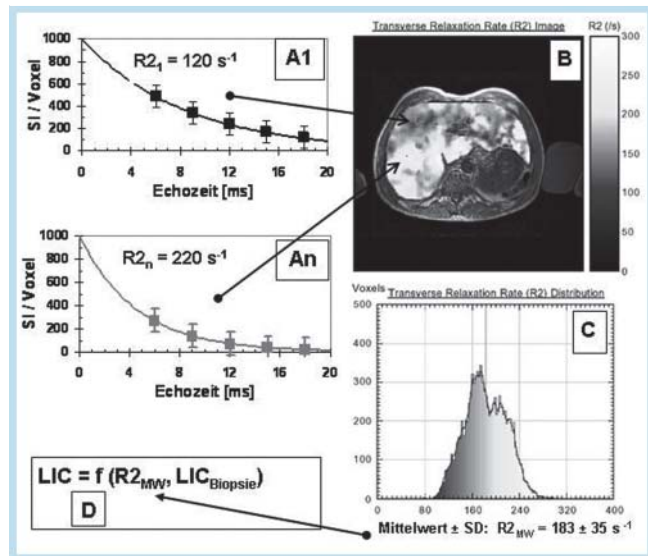 1000
800
600
400
200
0
SI / Voxel
R2₁ = 120 s⁻¹
A1
0 4 8 12 16 20
Echozeit [ms]
1000
800
600
400
200
0
SI / Voxel
R2ₙ = 220 s⁻¹
An
0 4 8 12 16 20
Echozeit [ms]
Transverse Relaxation Rate (R2) Image
R2 (/s)
B
300
250
200
150
100
50
0
Voxels
Transverse Relaxation Rate (R2) Distribution
C
500
400
300
200
100
0
0 80 160 240 320 400
Mittelwert ± SD: R2MW = 183 ± 35 s⁻¹
LIC = f (R2MW, LICBiopsie)
D